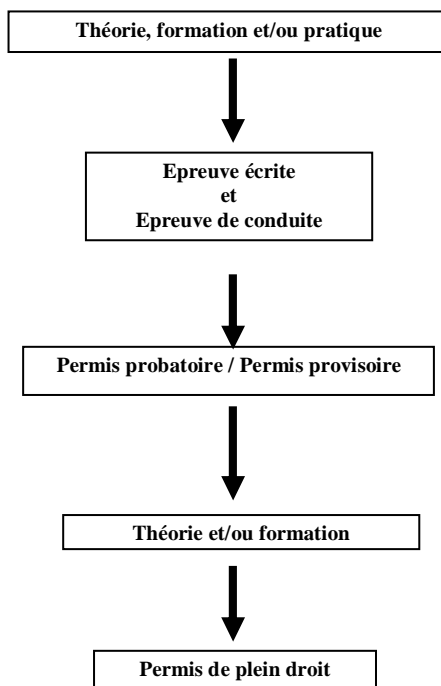 Théorie, formation et/ou pratique
Epreuve écrite
et
Epreuve de conduite
Permis probatoire / Permis provisoire
Théorie et/ou formation
Permis de plein droit